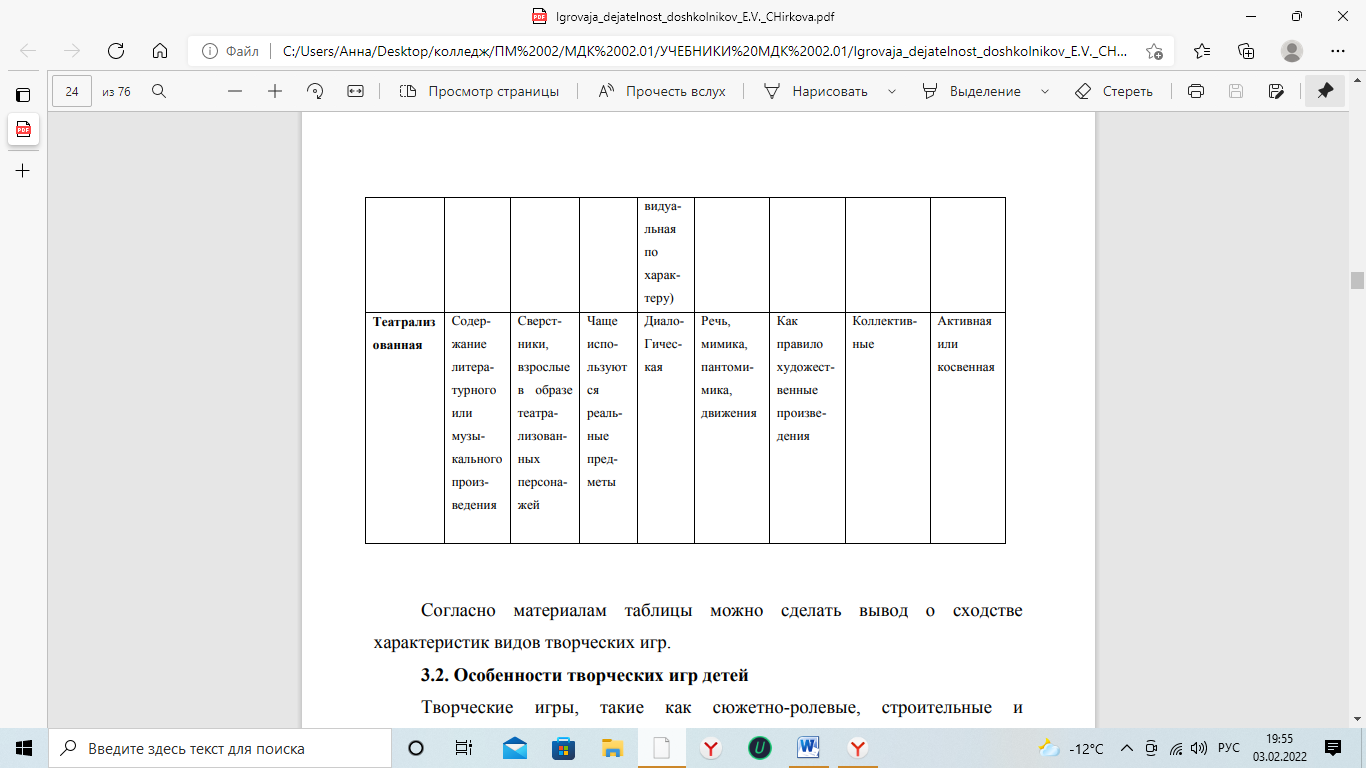 Igrovaja_dejatelnost_doshkolnikov_E.V._CHirkova.pdf
Файл
C:/Users/Анна/Desktop/колледж/ПМ%2002/МДК%2002.01/УЧЕБНИКИ%20МДК%2002.01/Igrovaja_dejatelnost_doshkolnikov_E.V._CH...
24 из 76
Просмотр страницы
Прочесть вслух
Нарисовать
Выделение
Стереть
видуа-
льная
по
харак-
теру)
Театрализ
ованная
Содер-
жание
литера-
турного
или
музы-
кального
произ-
ведения
Сверст-
ники,
взрослые
в образе
театра-
лизован-
ных
персона-
жей
Чаще
испо-
льзуют
ся
реаль-
ные
пред-
меты
Диало-
Гичес-
кая
Речь,
мимика,
пантоми-
мика,
движения
Как
правило
художест-
венные
произве-
дения
Коллектив-
ные
Активная
или
косвенная
Согласно материалам таблицы можно сделать вывод о сходстве
характеристик видов творческих игр.
3.2. Особенности творческих игр детей
Творческие игры, такие как сюжетно-ролевые, строительные и
Введите здесь текст для поиска
-12°C
РУС
19:55
03.02.2022